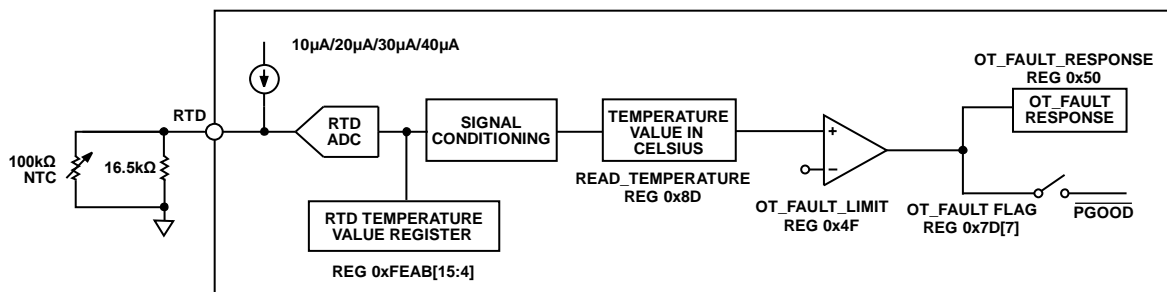 10µA/20µA/30µA/40µA
OT_FAULT_RESPONSE
REG 0x50
OT_FAULT
RESPONSE
RTD
RTD
ADC
SIGNAL
CONDITIONING
TEMPERATURE
VALUE IN
CELSIUS
READ_TEMPERATURE
REG 0x8D
+
−
100kΩ
NTC
16.5kΩ
RTD TEMPERATURE
VALUE REGISTER
REG 0xFEAB[15:4]
OT_FAULT_LIMIT
REG 0x4F
OT_FAULT FLAG
REG 0x7D[7]
PGOOD